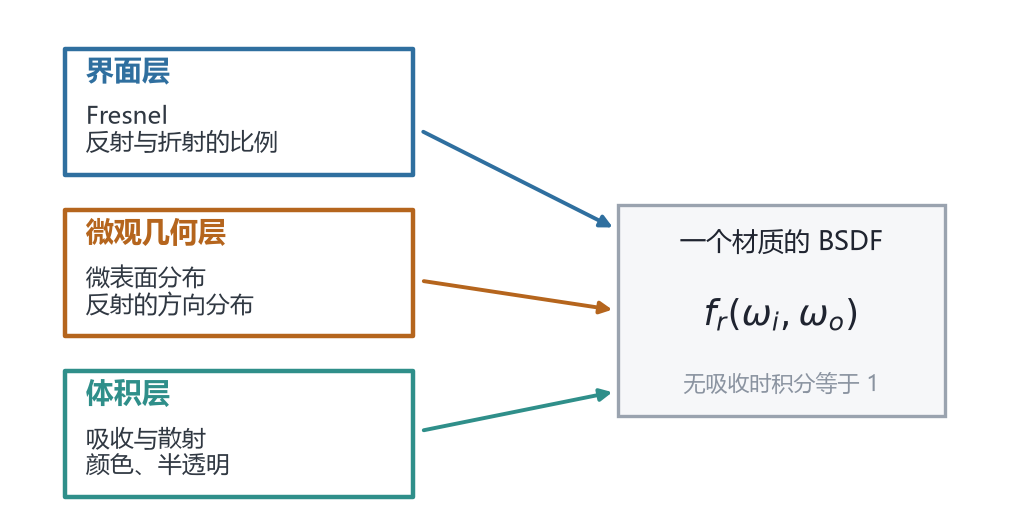 界面层
Fresnel
反射与折射的比例
微观几何层
微表面分布
反射的方向分布
体积层
吸收与散射
颜色、半透明
一个材质的 BSDF
fᵣ(ωᵢ, ωₒ)
无吸收时积分等于 1